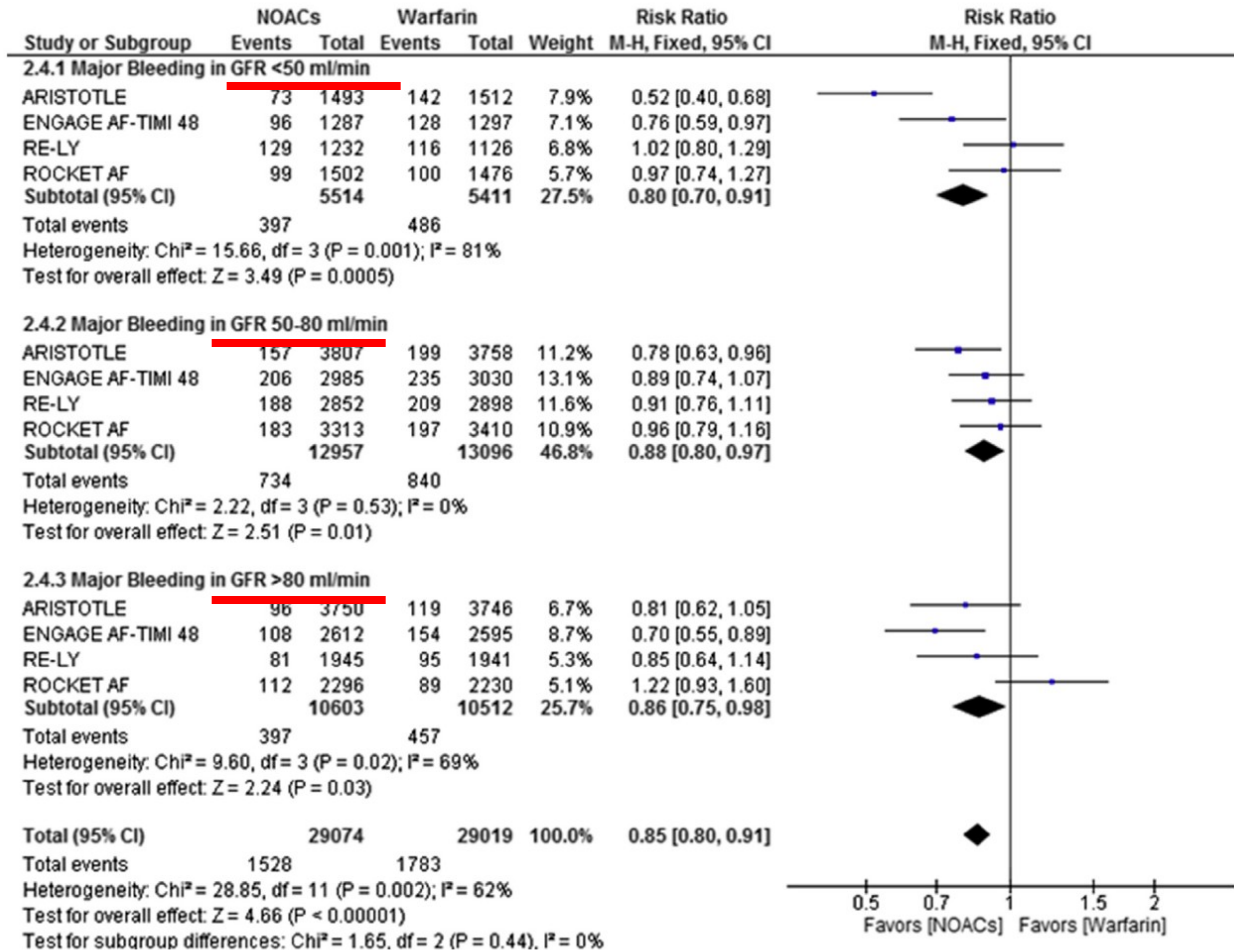 NOACs Warfarin Risk Ratio Risk Ratio
Study or Subgroup Events Total Events Total Weight M-H, Fixed, 95% CI M-H, Fixed, 95% CI
2.4.1 Major Bleeding in GFR <50 ml/min
ARISTOTLE 73 1493 142 1512 7.9% 0.52 [0.40, 0.68]
ENGAGE AF-TIMI 48 96 1287 128 1297 7.1% 0.76 [0.59, 0.97]
RE-LY 129 1232 116 1126 6.8% 1.02 [0.80, 1.29]
ROCKET AF 99 1502 100 1476 5.7% 0.97 [0.74, 1.27]
Subtotal (95% CI) 5514 5411 27.5% 0.80 [0.70, 0.91]
Total events 397 486
Heterogeneity: Chi² = 15.66, df = 3 (P = 0.001); I² = 81%
Test for overall effect: Z = 3.49 (P = 0.0005)
2.4.2 Major Bleeding in GFR 50-80 ml/min
ARISTOTLE 157 3807 199 3758 11.2% 0.78 [0.63, 0.96]
ENGAGE AF-TIMI 48 206 2985 235 3030 13.1% 0.89 [0.74, 1.07]
RE-LY 188 2852 209 2898 11.6% 0.91 [0.76, 1.11]
ROCKET AF 183 3313 197 3410 10.9% 0.96 [0.79, 1.16]
Subtotal (95% CI) 12957 13096 46.8% 0.88 [0.80, 0.97]
Total events 734 840
Heterogeneity: Chi² = 2.22, df = 3 (P = 0.53); I² = 0%
Test for overall effect: Z = 2.51 (P = 0.01)
2.4.3 Major Bleeding in GFR >80 ml/min
ARISTOTLE 96 3750 119 3746 6.7% 0.81 [0.62, 1.05]
ENGAGE AF-TIMI 48 108 2612 154 2595 8.7% 0.70 [0.55, 0.89]
RE-LY 81 1945 95 1941 5.3% 0.85 [0.64, 1.14]
ROCKET AF 112 2296 89 2230 5.1% 1.22 [0.93, 1.60]
Subtotal (95% CI) 10603 10512 25.7% 0.86 [0.75, 0.98]
Total events 397 457
Heterogeneity: Chi² = 9.60, df = 3 (P = 0.02); I² = 69%
Test for overall effect: Z = 2.24 (P = 0.03)
Total (95% CI) 29074 29019 100.0% 0.85 [0.80, 0.91]
Total events 1528 1783
Heterogeneity: Chi² = 28.85, df = 11 (P = 0.002); I² = 62%
Test for overall effect: Z = 4.66 (P < 0.00001)
Test for subgroup differences: Chi² = 1.65, df = 2 (P = 0.44), I² = 0%
0.5 0.7 1 1.5 2
Favors [NOACs] Favors [Warfarin]